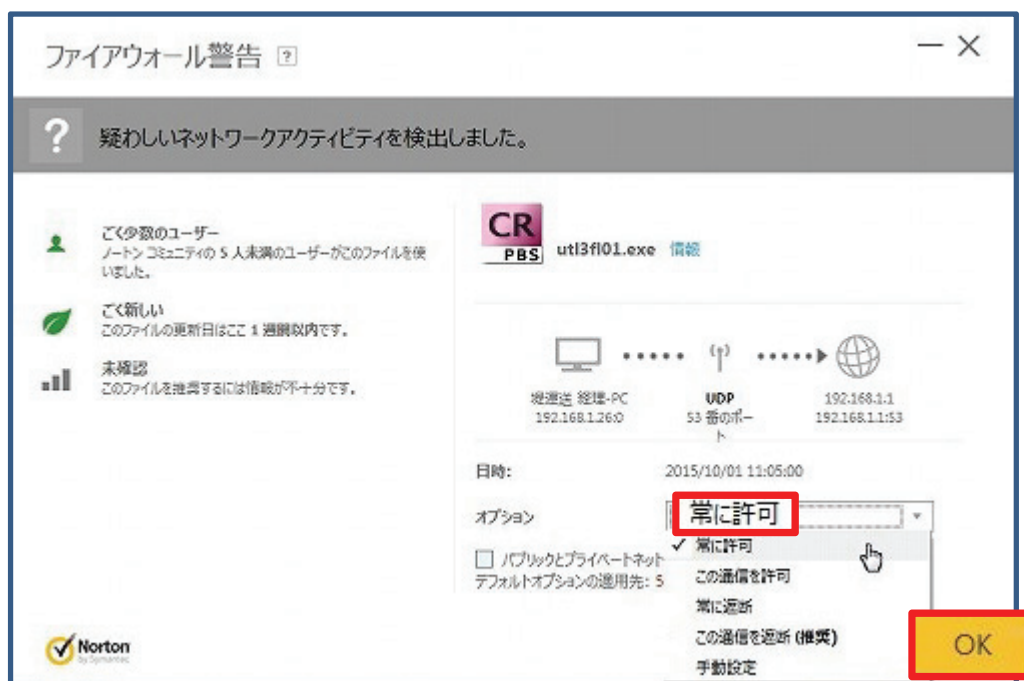 ファイアウォール警告 ?
疑わしいネットワークアクティビティを検出しました。
ごく少数のユーザー
ノートン コミュニティの 5 人未満のユーザーがこのファイルを使
いました。
ごく新しい
このファイルの更新日はここ 1 週間以内です。
未確認
このファイルを推奨するには情報が不十分です。
CR
PBS
utl3fl01.exe 情報
堤運送 経理-PC
192.168.1.26:0
UDP
53 番のポー
ト
192.168.1.1
192.168.1.1:53
日時: 2015/10/01 11:05:00
オプション 常に許可
パブリックとプライベートネット
デフォルトオプションの適用先: 5
常に許可
この通信を許可
常に遮断
この通信を遮断 (推奨)
手動設定
Norton
by Symantec
OK